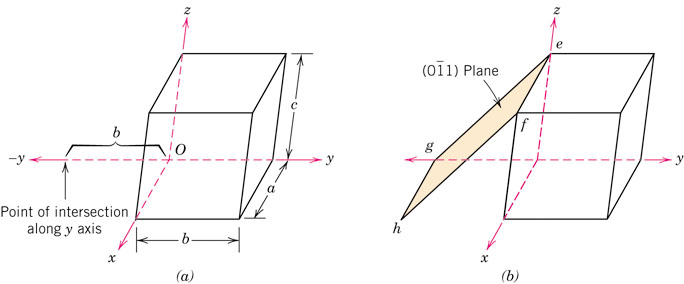 z
c
b
O
−y
y
a
Point of intersection
along y axis
b
x
(a)
z
e
(01̄1) Plane
f
g
y
h
x
(b)